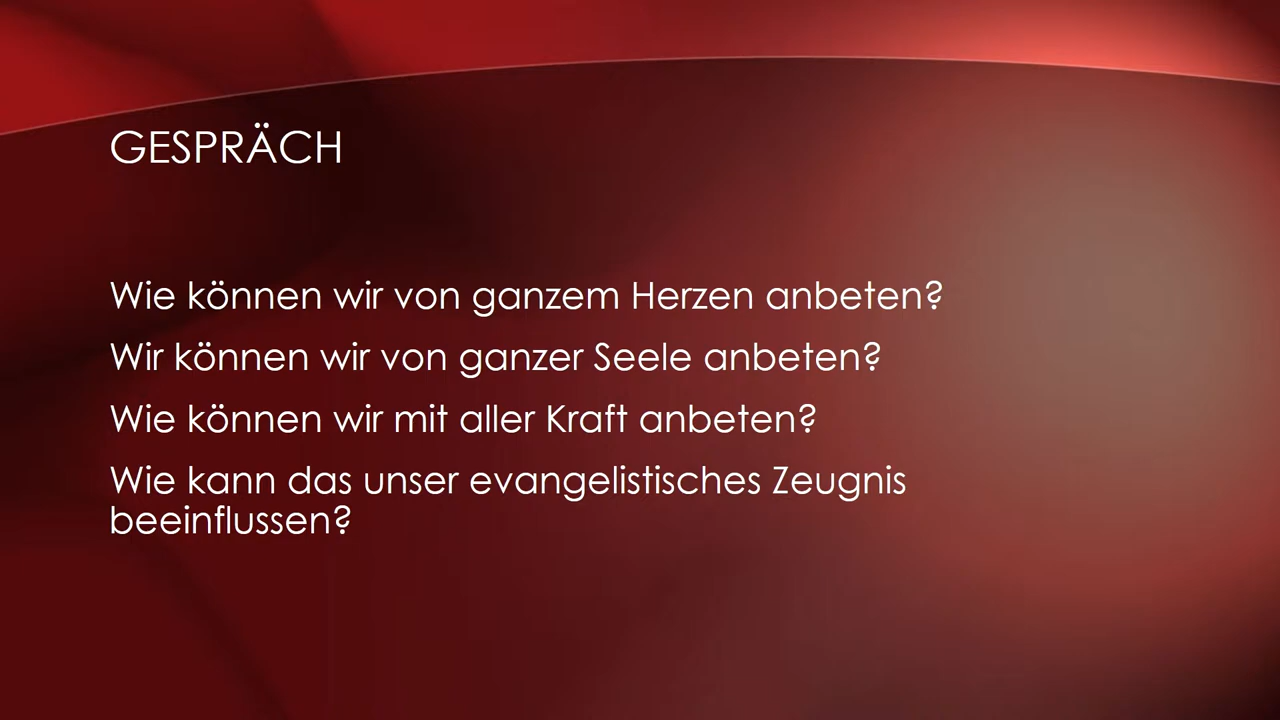 GESPRÄCH
Wie können wir von ganzem Herzen anbeten?
Wir können wir von ganzer Seele anbeten?
Wie können wir mit aller Kraft anbeten?
Wie kann das unser evangelistisches Zeugnis
beeinflussen?